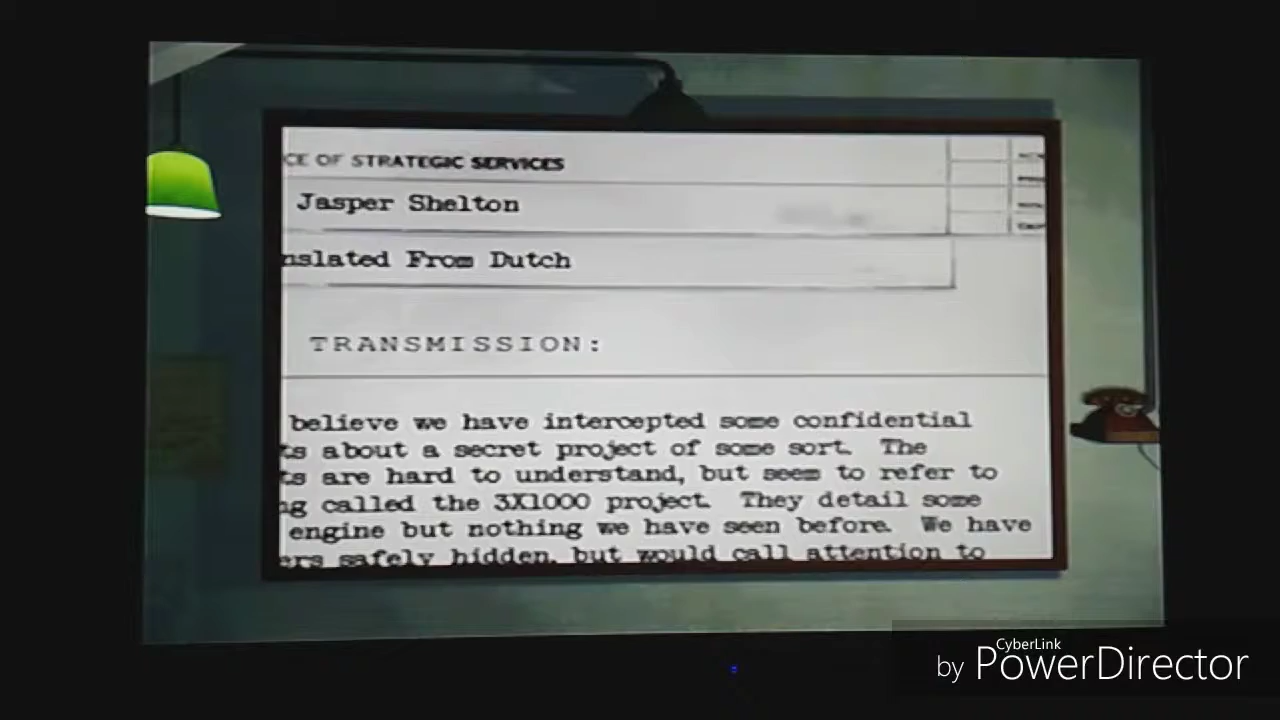 CE OF STRATEGIC SERVICES
Jasper Shelton
nslated From Dutch
TRANSMISSION:
believe we have intercepted some confidential
ts about a secret project of some sort. The
ts are hard to understand, but seem to refer to
ng called the 3X1000 project. They detail some
engine but nothing we have seen before. We have
ers safely hidden, but would call attention to
CyberLink
by PowerDirector